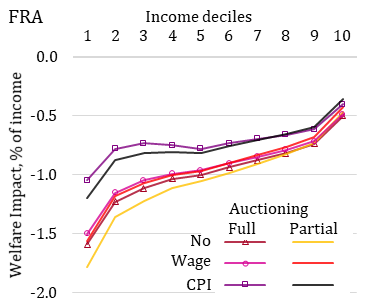 FRA
Income deciles
1 2 3 4 5 6 7 8 9 10
Welfare Impact, % of income
0.0
-0.5
-1.0
-1.5
-2.0
Auctioning
Full Partial
No
Wage
CPI